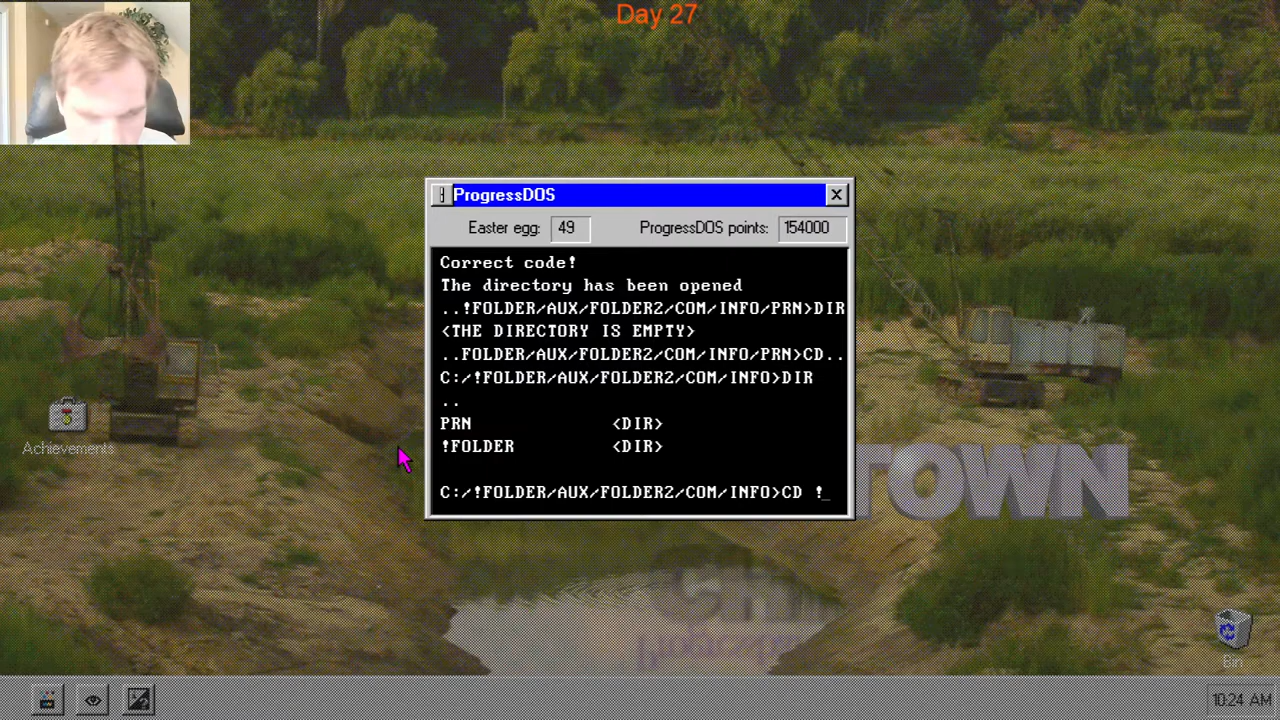 Day 27
ProgressDOS
Easter egg: 49 ProgressDOS points: 154000
Correct code!
The directory has been opened
..!FOLDER/AUX/FOLDER2/COM/INFO/PRN>DIR
<THE DIRECTORY IS EMPTY>
..FOLDER/AUX/FOLDER2/COM/INFO/PRN>CD..
C:/!FOLDER/AUX/FOLDER2/COM/INFO>DIR
..
PRN <DIR>
!FOLDER <DIR>
C:/!FOLDER/AUX/FOLDER2/COM/INFO>CD !_
Achievements
TOWN
Bin
10:24 AM